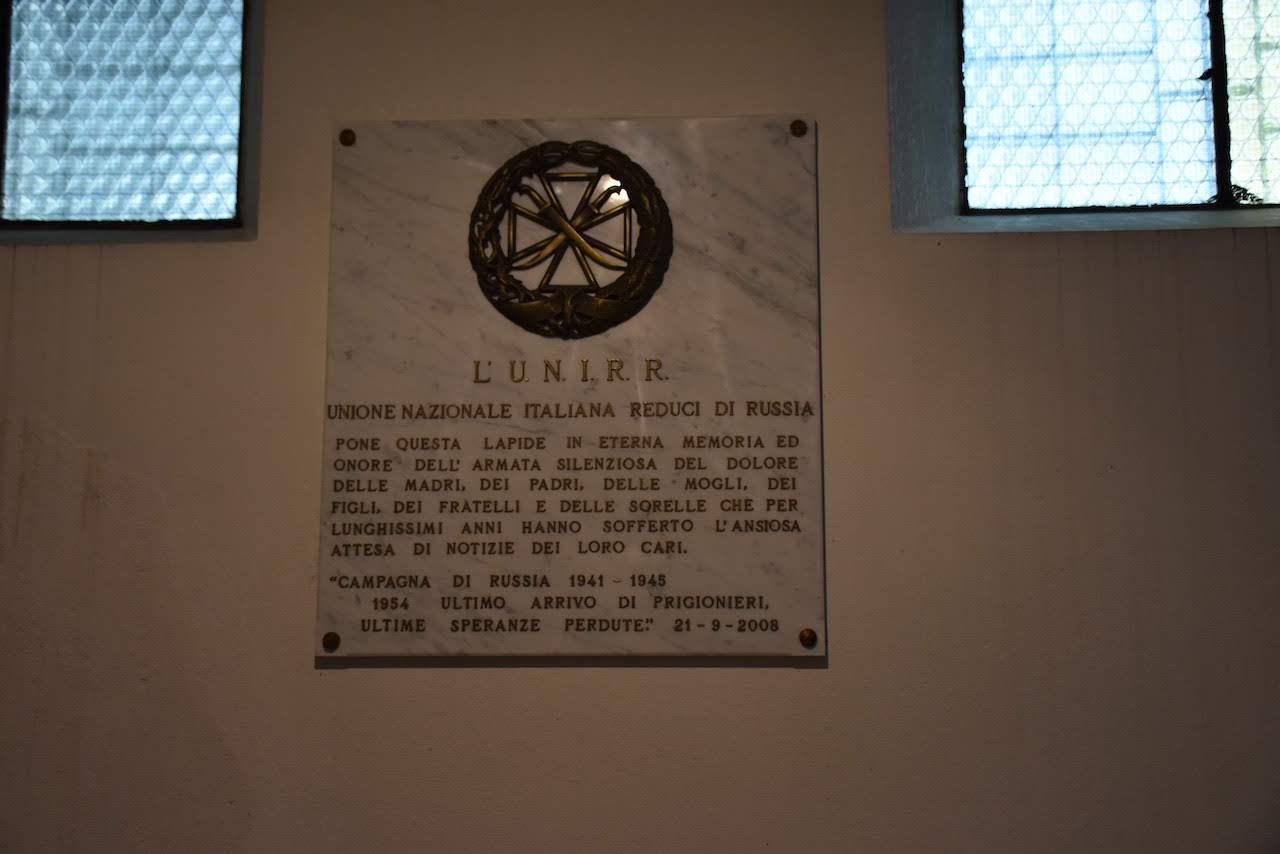 L' U. N. I. R. R.
UNIONE NAZIONALE ITALIANA REDUCI DI RUSSIA
PONE QUESTA LAPIDE IN ETERNA MEMORIA ED
ONORE DELL' ARMATA SILENZIOSA DEL DOLORE
DELLE MADRI, DEI PADRI, DELLE MOGLI, DEI
FIGLI, DEI FRATELLI E DELLE SORELLE CHE PER
LUNGHISSIMI ANNI HANNO SOFFERTO L'ANSIOSA
ATTESA DI NOTIZIE DEI LORO CARI.
"CAMPAGNA DI RUSSIA 1941 - 1945
1954 ULTIMO ARRIVO DI PRIGIONIERI,
ULTIME SPERANZE PERDUTE." 21 - 9 - 2008